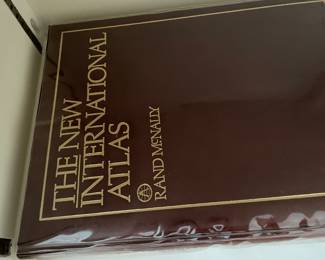 THE NEW
INTERNATIONAL
ATLAS
RAND MCNALLY